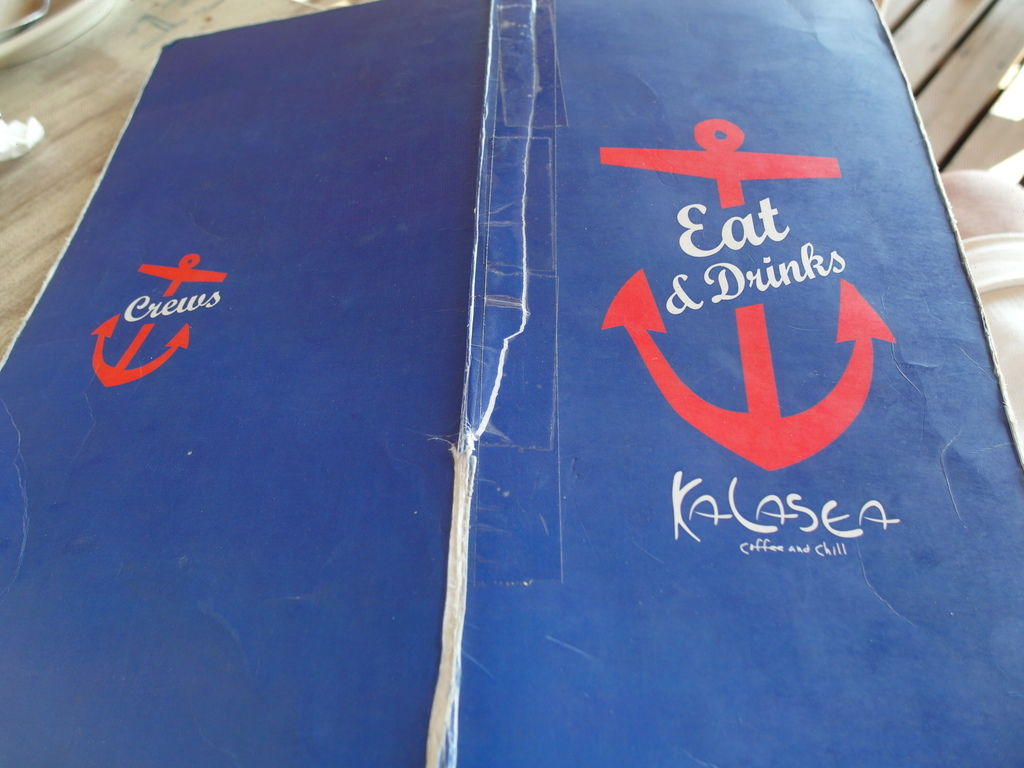 Crews
Eat
& Drinks
KALASEA
Coffee and Chill